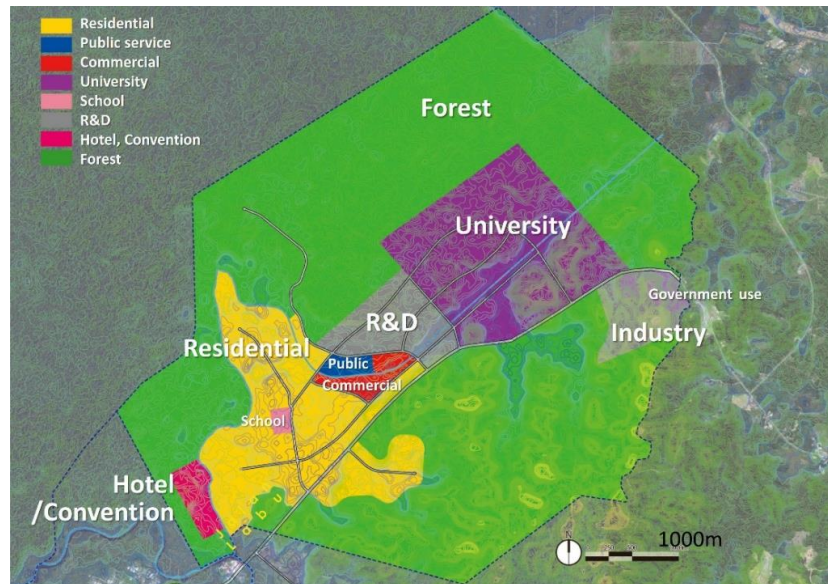 Residential
Public service
Commercial
University
School
R&D
Hotel, Convention
Forest
Forest
University
Government use
R&D
Industry
Residential
Public
Commercial
School
Hotel
/Convention
1000m